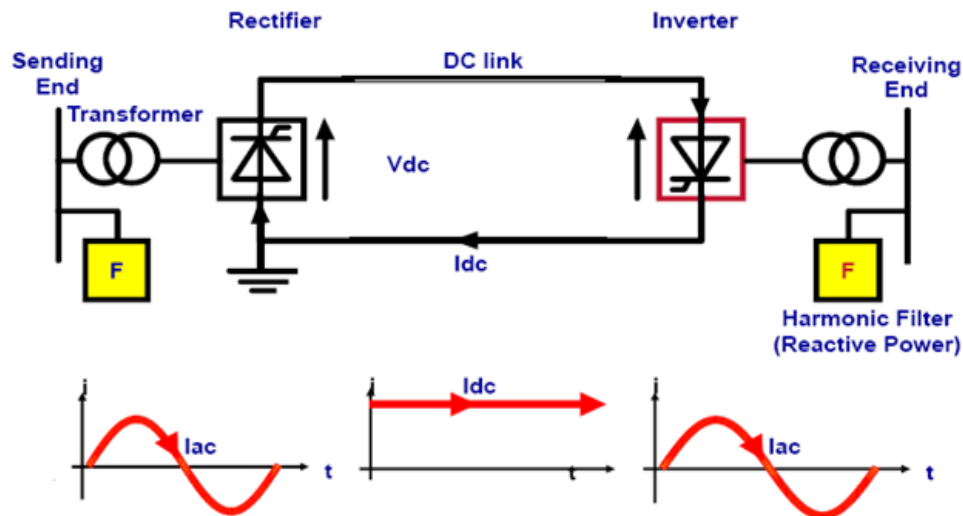 Rectifier
Inverter
Sending
End
DC link
Receiving
End
Transformer
Vdc
F
Idc
F
Harmonic Filter
(Reactive Power)
i
Iac
t
i
Idc
t
i
Iac
t